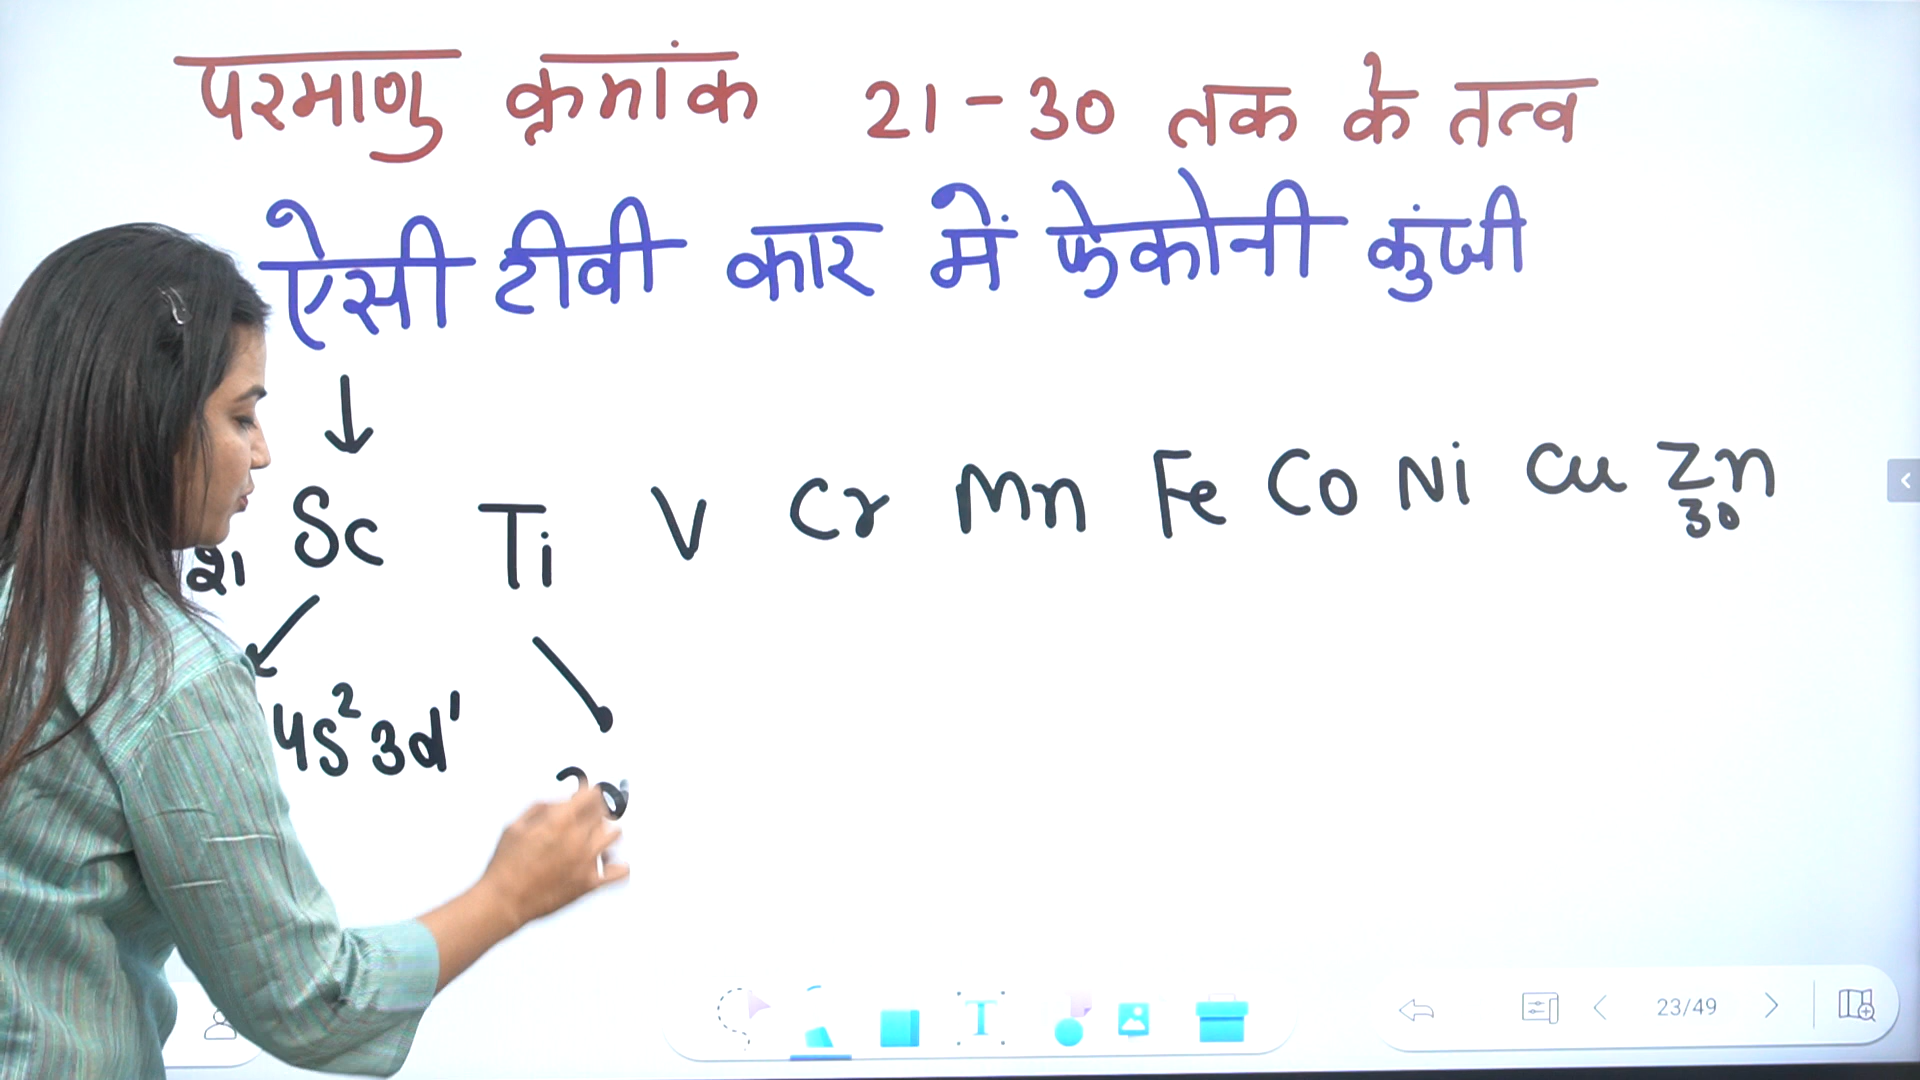 परमाणु क्रमांक 21-30 तक के तत्व
ऐसी टीवी कार में फेकोनी कुंजी
Sc Ti V Cr Mn Fe Co Ni Cu Zn
21 30
4s² 3d¹
T
23/49